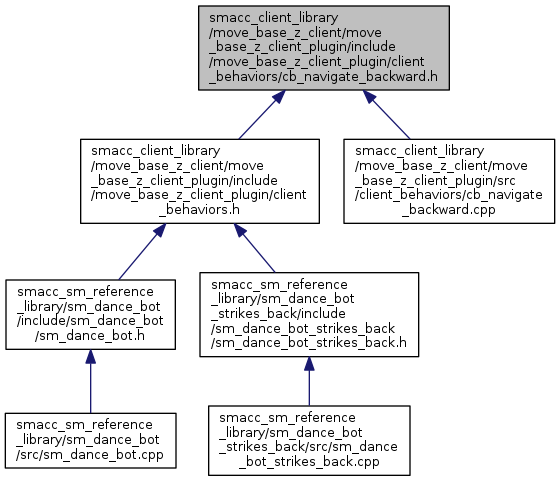 smacc_client_library
/move_base_z_client/move
_base_z_client_plugin/include
/move_base_z_client_plugin/client
_behaviors/cb_navigate_backward.h
smacc_client_library
/move_base_z_client/move
_base_z_client_plugin/include
/move_base_z_client_plugin/client
_behaviors.h
smacc_client_library
/move_base_z_client/move
_base_z_client_plugin/src
/client_behaviors/cb_navigate
_backward.cpp
smacc_sm_reference
_library/sm_dance_bot
/include/sm_dance_bot
/sm_dance_bot.h
smacc_sm_reference
_library/sm_dance_bot
_strikes_back/include
/sm_dance_bot_strikes_back
/sm_dance_bot_strikes_back.h
smacc_sm_reference
_library/sm_dance_bot
/src/sm_dance_bot.cpp
smacc_sm_reference
_library/sm_dance_bot
_strikes_back/src/sm_dance
_bot_strikes_back.cpp